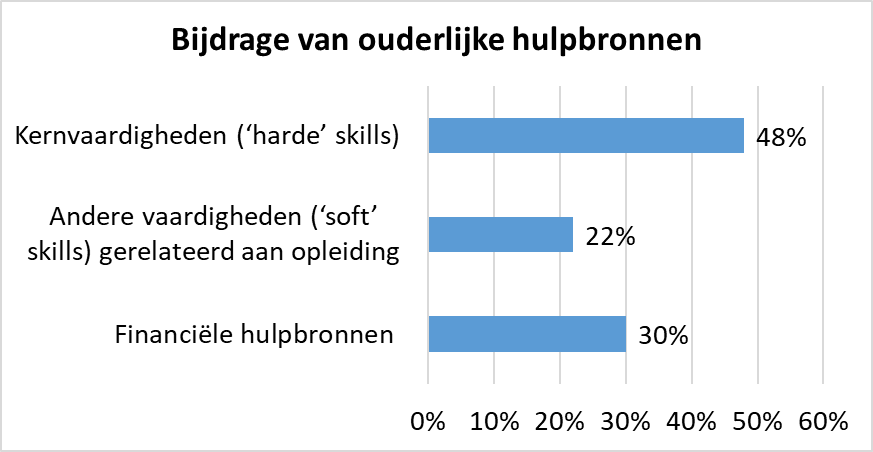 Bijdrage van ouderlijke hulpbronnen
Kernvaardigheden (‘harde’ skills)
48%
Andere vaardigheden (‘soft’
skills) gerelateerd aan opleiding
22%
Financiële hulpbronnen
30%
0% 10% 20% 30% 40% 50% 60%